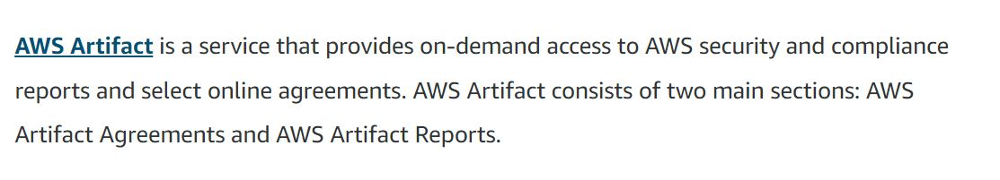 AWS Artifact is a service that provides on-demand access to AWS security and compliance
reports and select online agreements. AWS Artifact consists of two main sections: AWS
Artifact Agreements and AWS Artifact Reports.